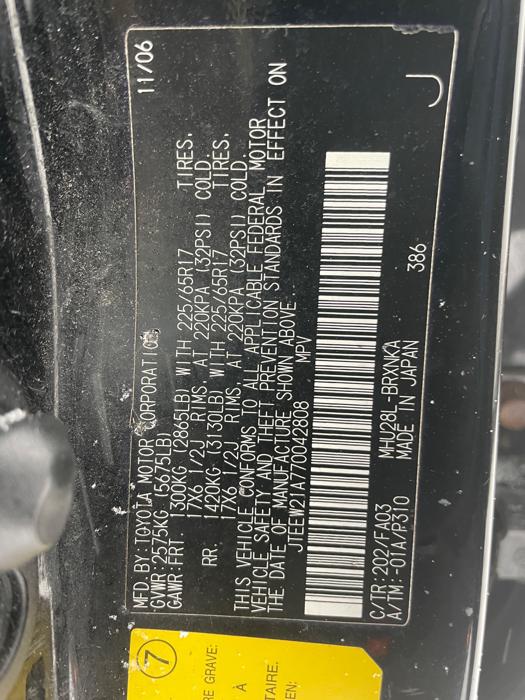 MFD. BY:TOYOTA MOTOR CORPORATION 11/06
GVWR:2575KG (5675LB)
GAWR:FRT. 1300KG (2865LB) WITH 225/65R17 TIRES,
17X6 1/2J RIMS, AT 220KPA (32PSI) COLD.
RR. 1420KG (3130LB) WITH 225/65R17 TIRES,
17X6 1/2J RIMS, AT 220KPA (32PSI) COLD.
THIS VEHICLE CONFORMS TO ALL APPLICABLE FEDERAL MOTOR
VEHICLE SAFETY AND THEFT PREVENTION STANDARDS IN EFFECT ON
THE DATE OF MANUFACTURE SHOWN ABOVE.
JTEEW21A770042808 MPV
C/TR:202/FA03 MHU28L-BRXNKA 386
A/TM:-01A/P310 MADE IN JAPAN J
7
RE GRAVE:
À
TAIRE.
EN: